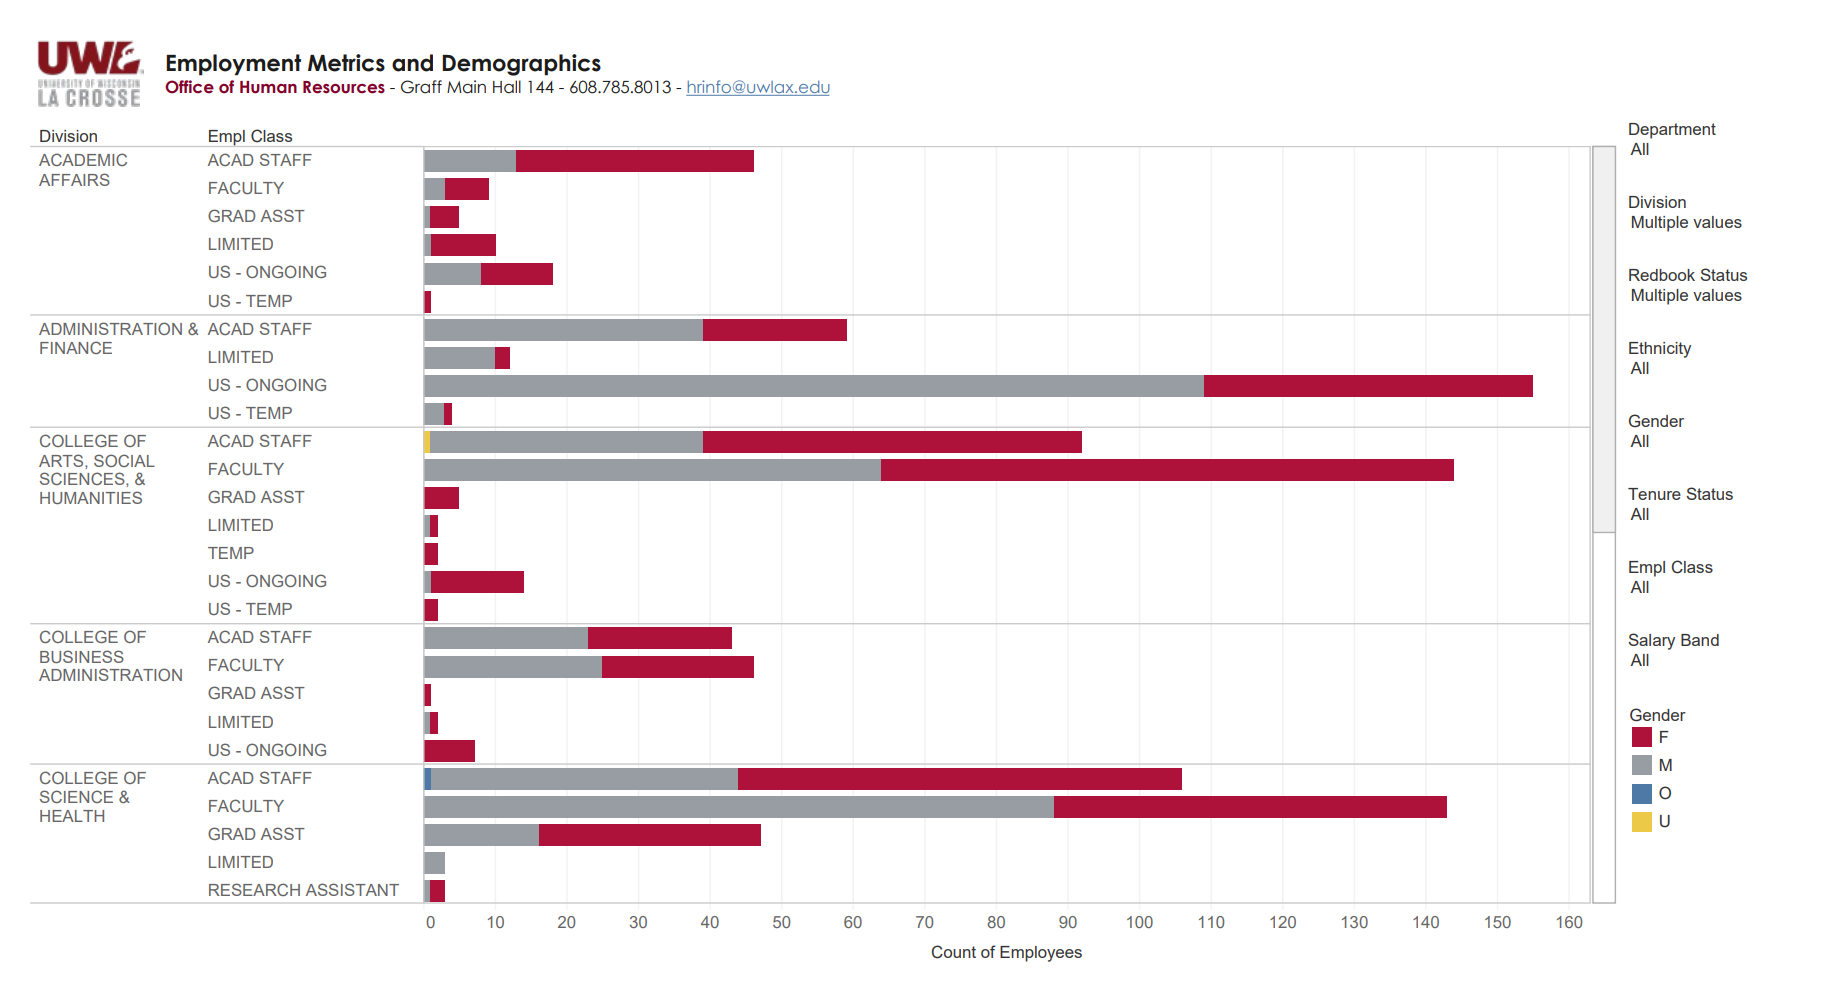 UWL
UNIVERSITY OF WISCONSIN
LA CROSSE
Employment Metrics and Demographics
Office of Human Resources - Graff Main Hall 144 - 608.785.8013 - hrinfo@uwlax.edu
Division Empl Class
ACADEMIC AFFAIRS
ACAD STAFF
FACULTY
GRAD ASST
LIMITED
US - ONGOING
US - TEMP
ADMINISTRATION & FINANCE
ACAD STAFF
LIMITED
US - ONGOING
US - TEMP
COLLEGE OF ARTS, SOCIAL SCIENCES, & HUMANITIES
ACAD STAFF
FACULTY
GRAD ASST
LIMITED
TEMP
US - ONGOING
US - TEMP
COLLEGE OF BUSINESS ADMINISTRATION
ACAD STAFF
FACULTY
GRAD ASST
LIMITED
US - ONGOING
COLLEGE OF SCIENCE & HEALTH
ACAD STAFF
FACULTY
GRAD ASST
LIMITED
RESEARCH ASSISTANT
0 10 20 30 40 50 60 70 80 90 100 110 120 130 140 150 160
Count of Employees
Department
All
Division
Multiple values
Redbook Status
Multiple values
Ethnicity
All
Gender
All
Tenure Status
All
Empl Class
All
Salary Band
All
Gender
F
M
O
U